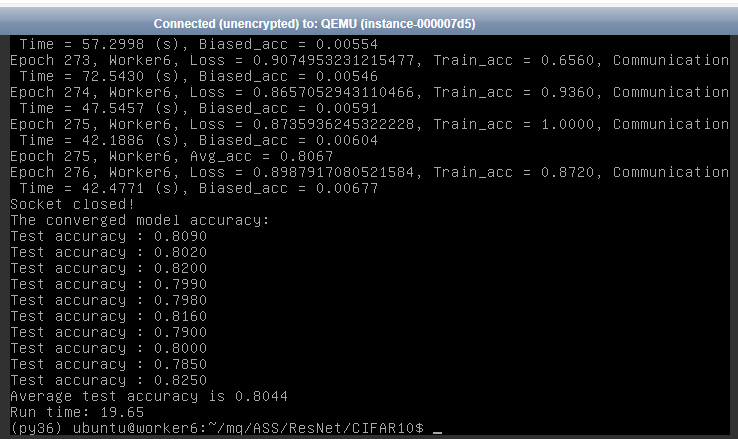 Connected (unencrypted) to: QEMU (instance-000007d5)
Time = 57.2998 (s), Biased_acc = 0.00554
Epoch 273, Worker6, Loss = 0.9074953231215477, Train_acc = 0.6560, Communication
Time = 72.5430 (s), Biased_acc = 0.00546
Epoch 274, Worker6, Loss = 0.8657052943110466, Train_acc = 0.9360, Communication
Time = 47.5457 (s), Biased_acc = 0.00591
Epoch 275, Worker6, Loss = 0.8735936245322228, Train_acc = 1.0000, Communication
Time = 42.1886 (s), Biased_acc = 0.00604
Epoch 275, Worker6, Avg_acc = 0.8067
Epoch 276, Worker6, Loss = 0.8987917080521584, Train_acc = 0.8720, Communication
Time = 42.4771 (s), Biased_acc = 0.00677
Socket closed!
The converged model accuracy:
Test accuracy : 0.8090
Test accuracy : 0.8020
Test accuracy : 0.8200
Test accuracy : 0.7990
Test accuracy : 0.7980
Test accuracy : 0.8160
Test accuracy : 0.7900
Test accuracy : 0.8000
Test accuracy : 0.7850
Test accuracy : 0.8250
Average test accuracy is 0.8044
Run time: 19.65
(py36) ubuntu@worker6:~/mq/ASS/ResNet/CIFAR10$ _